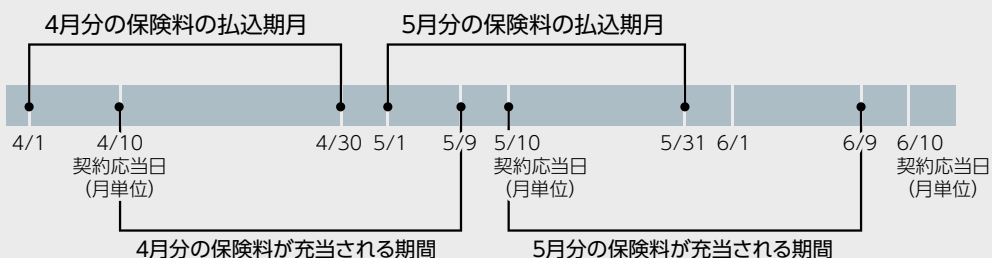 4月分の保険料の払込期月
5月分の保険料の払込期月
4/1
4/10
契約応当日
(月単位)
4/30
5/1
5/9
5/10
契約応当日
(月単位)
5/31
6/1
6/9
6/10
契約応当日
(月単位)
4月分の保険料が充当される期間
5月分の保険料が充当される期間